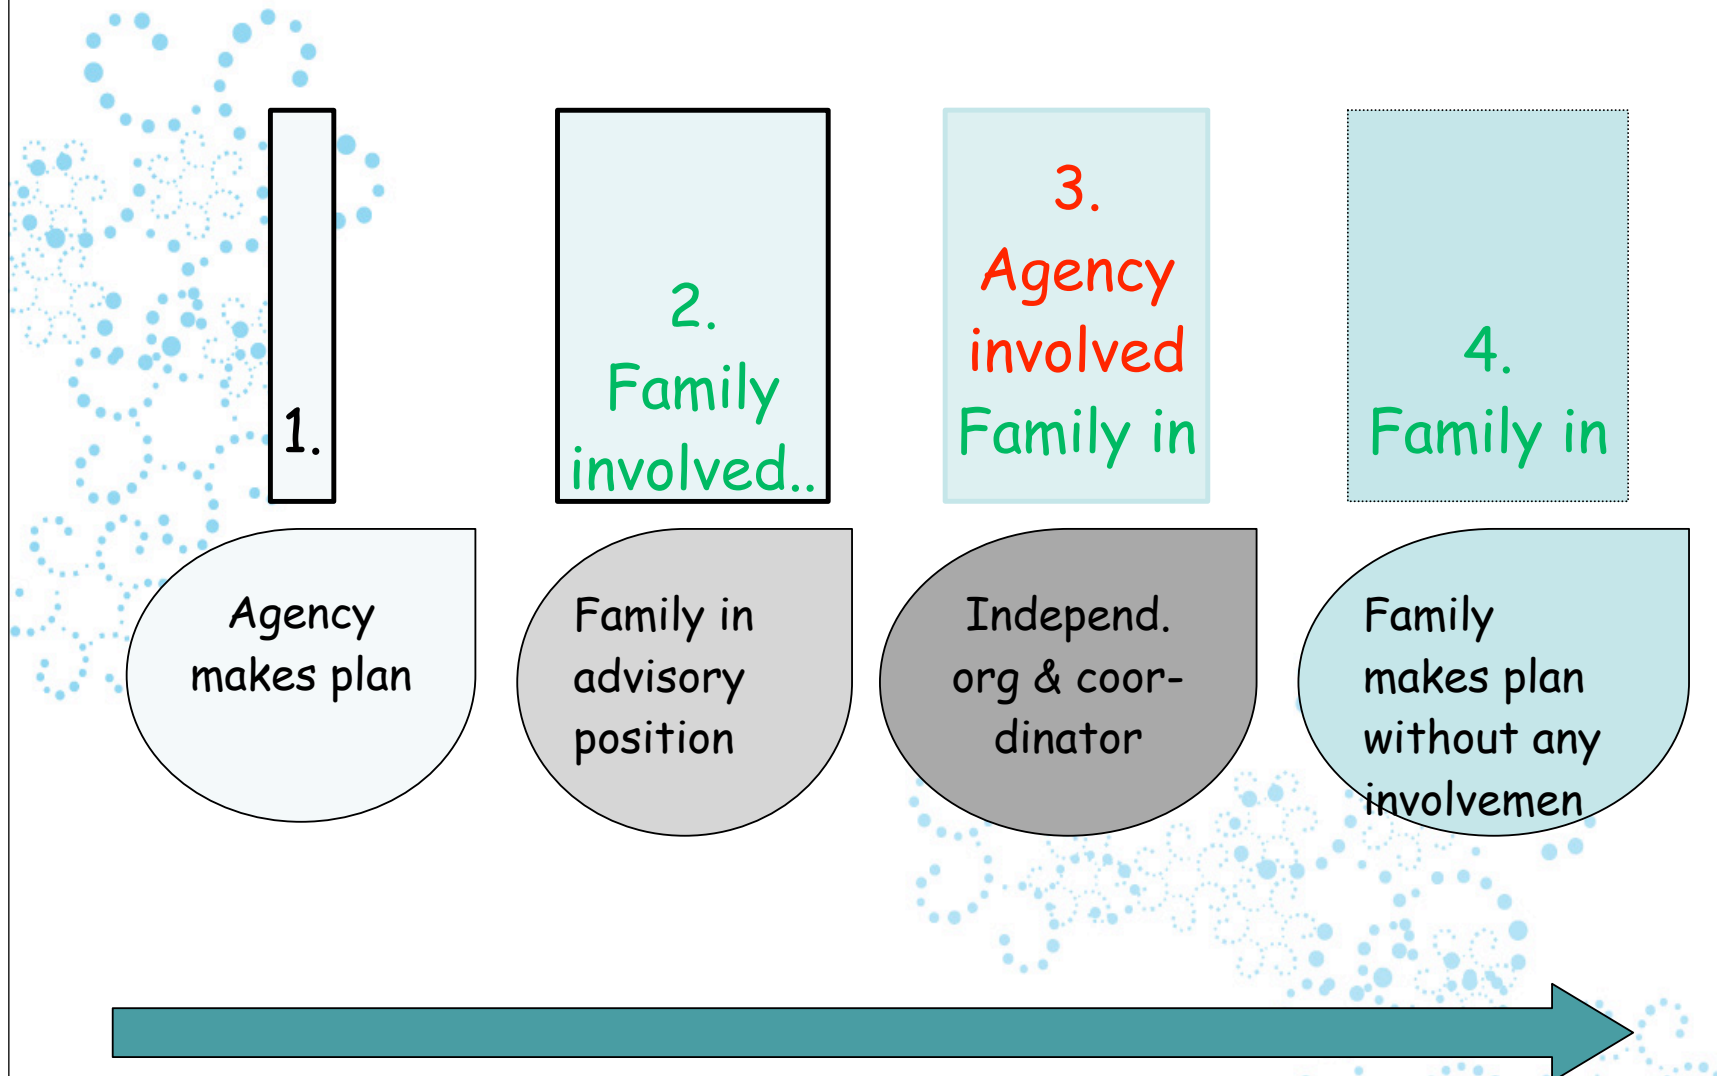 1.
2.
Family
involved..
3.
Agency
involved
Family in
4.
Family in
Agency
makes plan
Family in
advisory
position
Independ.
org & coor-
dinator
Family
makes plan
without any
involvemen